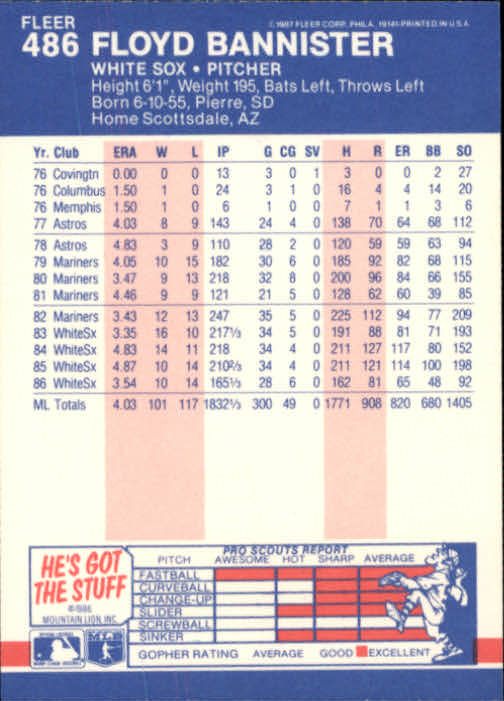 FLEER
486 FLOYD BANNISTER
©1987 FLEER CORP., PHILA. 19141-PRINTED IN U.S.A.
WHITE SOX • PITCHER
Height 6'1", Weight 195, Bats Left, Throws Left
Born 6-10-55, Pierre, SD
Home Scottsdale, AZ
Yr. Club ERA W L IP G CG SV H R ER BB SO
76 Covingtn 0.00 0 0 13 3 0 1 3 0 0 2 27
76 Columbus 1.50 1 0 24 3 1 0 16 4 4 14 20
76 Memphis 1.50 1 0 6 1 0 0 7 1 1 3 6
77 Astros 4.03 8 9 143 24 4 0 138 70 64 68 112
78 Astros 4.83 3 9 110 28 2 0 120 59 59 63 94
79 Mariners 4.05 10 15 182 30 6 0 185 92 82 68 115
80 Mariners 3.47 9 13 218 32 8 0 200 96 84 66 155
81 Mariners 4.46 9 9 121 21 5 0 128 62 60 39 85
82 Mariners 3.43 12 13 247 35 5 0 225 112 94 77 209
83 WhiteSx 3.35 16 10 217⅓ 34 5 0 191 88 81 71 193
84 WhiteSx 4.83 14 11 218 34 4 0 211 127 117 80 152
85 WhiteSx 4.87 10 14 210⅔ 34 4 0 211 121 114 100 198
86 WhiteSx 3.54 10 14 165⅓ 28 6 0 162 81 65 48 92
ML Totals 4.03 101 117 1832⅓ 300 49 0 1771 908 820 680 1405
HE'S GOT
THE STUFF
©1986
MOUNTAIN LION, INC.
MLB
PRO SCOUTS REPORT
PITCH AWESOME HOT SHARP AVERAGE
FASTBALL
CURVEBALL
CHANGE-UP
SLIDER
SCREWBALL
SINKER
GOPHER RATING AVERAGE GOOD EXCELLENT